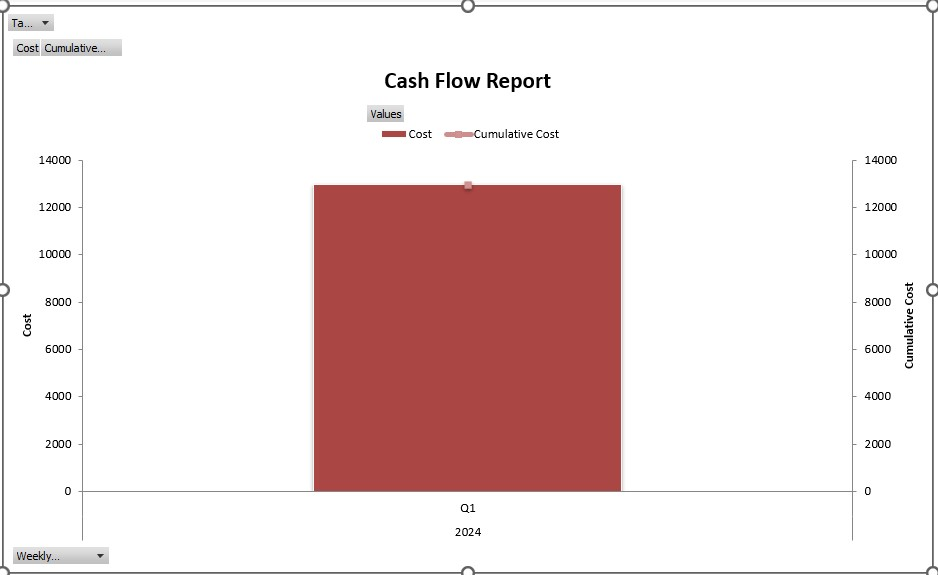 Ta...
Cost Cumulative...
Cash Flow Report
Values
Cost Cumulative Cost
14000 14000
12000 12000
10000 10000
8000 8000
6000 6000
4000 4000
2000 2000
0 0
Cost
Cumulative Cost
Q1
2024
Weekly...